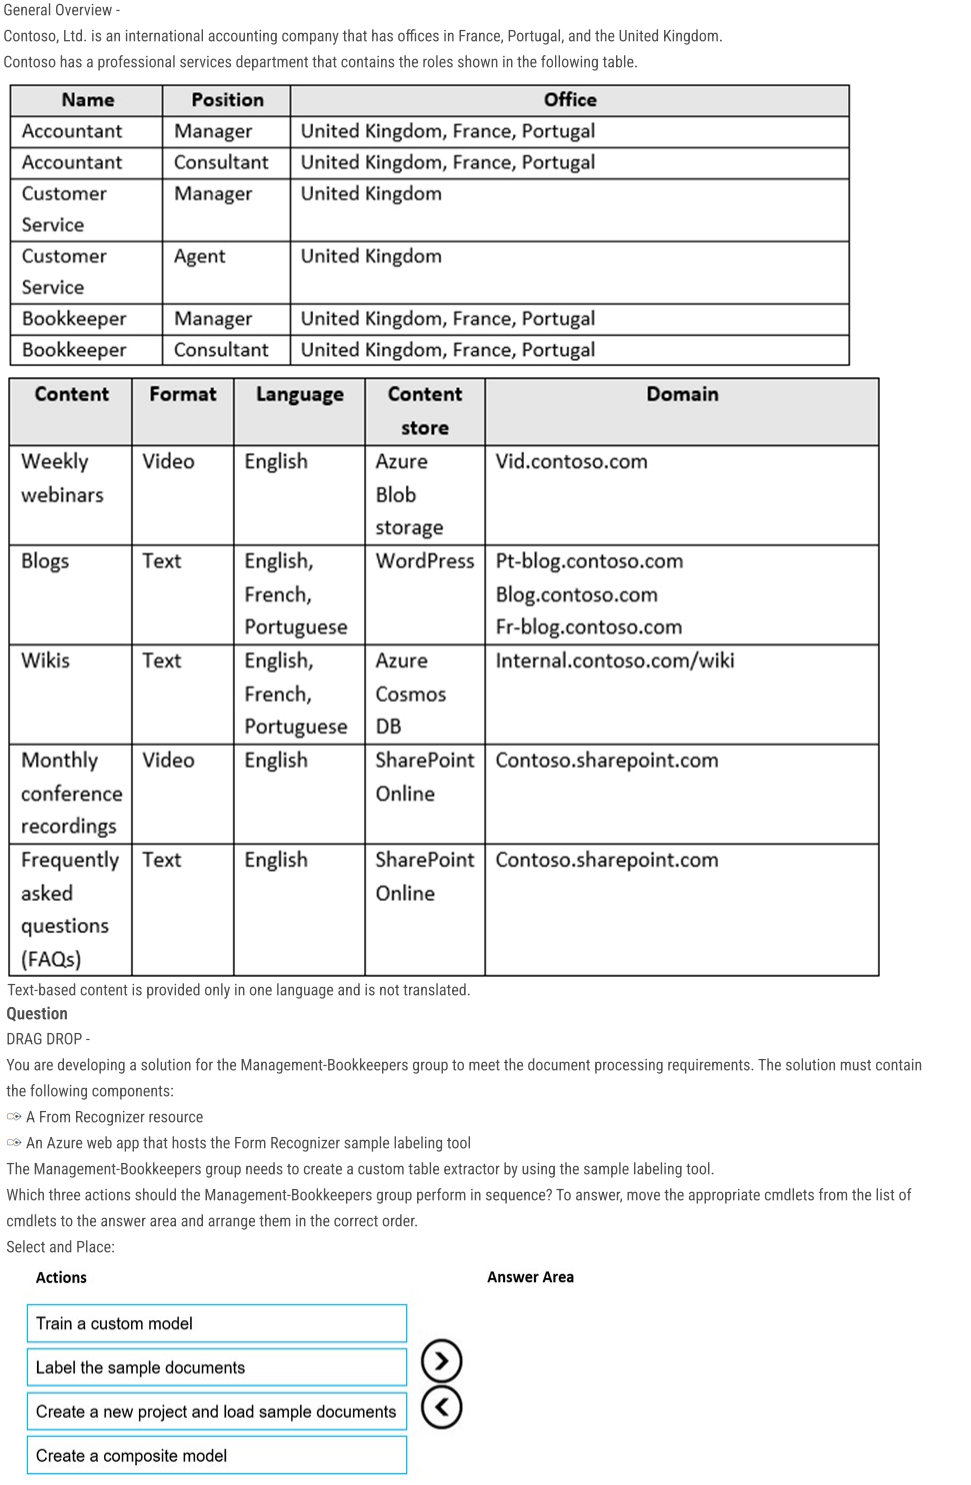 General Overview -
Contoso, Ltd. is an international accounting company that has offices in France, Portugal, and the United Kingdom.
Contoso has a professional services department that contains the roles shown in the following table.
Name Position Office
Accountant Manager United Kingdom, France, Portugal
Accountant Consultant United Kingdom, France, Portugal
Customer Manager United Kingdom
Service
Customer Agent United Kingdom
Service
Bookkeeper Manager United Kingdom, France, Portugal
Bookkeeper Consultant United Kingdom, France, Portugal
Content Format Language Content Domain
store
Weekly Video English Azure Vid.contoso.com
webinars Blob
storage
Blogs Text English, WordPress Pt-blog.contoso.com
French, Blog.contoso.com
Portuguese Fr-blog.contoso.com
Wikis Text English, Azure Internal.contoso.com/wiki
French, Cosmos
Portuguese DB
Monthly Video English SharePoint Contoso.sharepoint.com
conference Online
recordings
Frequently Text English SharePoint Contoso.sharepoint.com
asked Online
questions
(FAQs)
Text-based content is provided only in one language and is not translated.
Question
DRAG DROP -
You are developing a solution for the Management-Bookkeepers group to meet the document processing requirements. The solution must contain
the following components:
✑ A From Recognizer resource
✑ An Azure web app that hosts the Form Recognizer sample labeling tool
The Management-Bookkeepers group needs to create a custom table extractor by using the sample labeling tool.
Which three actions should the Management-Bookkeepers group perform in sequence? To answer, move the appropriate cmdlets from the list of
cmdlets to the answer area and arrange them in the correct order.
Select and Place:
Actions Answer Area
Train a custom model
Label the sample documents
Create a new project and load sample documents
Create a composite model